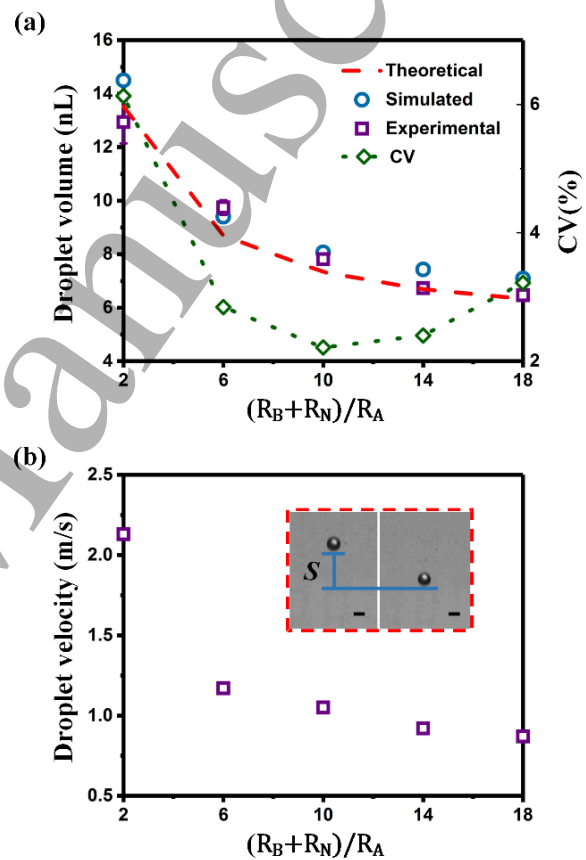 (a)
16
14
12
10
8
6
4
Droplet volume (nL)
Theoretical
Simulated
Experimental
CV
6
4
2
CV(%)
2 6 10 14 18
(R_B+R_N)/R_A
(b)
2.5
2.0
1.5
1.0
0.5
Droplet velocity (m/s)
S
2 6 10 14 18
(R_B+R_N)/R_A